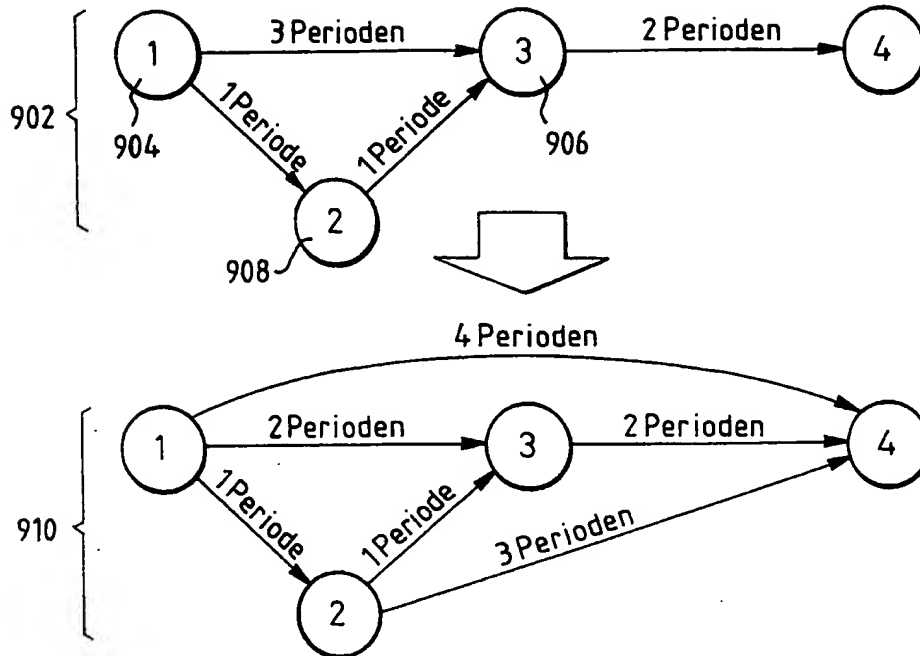 1
3 Perioden
3
2 Perioden
4
902
904
1 Periode
1 Periode
906
2
908
4 Perioden
1
2 Perioden
3
2 Perioden
4
910
1 Periode
1 Periode
3 Perioden
2